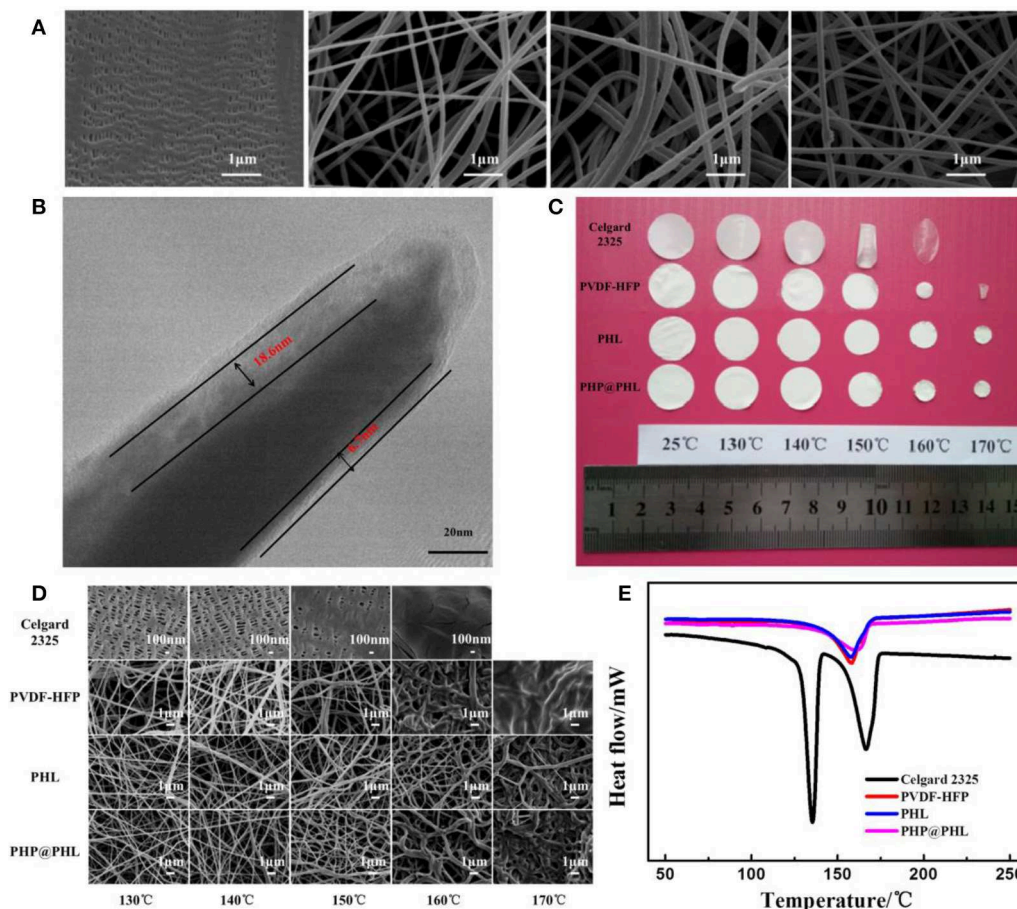 A
1μm 1μm 1μm 1μm
B
18.6nm
6.7nm
20nm
C
Celgard
2325
PVDF-HFP
PHL
PHP@PHL
25℃ 130℃ 140℃ 150℃ 160℃ 170℃
1 2 3 4 5 6 7 8 9 10 11 12 13 14 15
D
Celgard
2325
100nm 100nm 100nm 100nm
PVDF-HFP
1μm 1μm 1μm 1μm 1μm
PHL
1μm 1μm 1μm 1μm 1μm
PHP@PHL
1μm 1μm 1μm 1μm 1μm
130℃ 140℃ 150℃ 160℃ 170℃
E
Heat flow/mW
Celgard 2325
PVDF-HFP
PHL
PHP@PHL
50 100 150 200 250
Temperature/℃